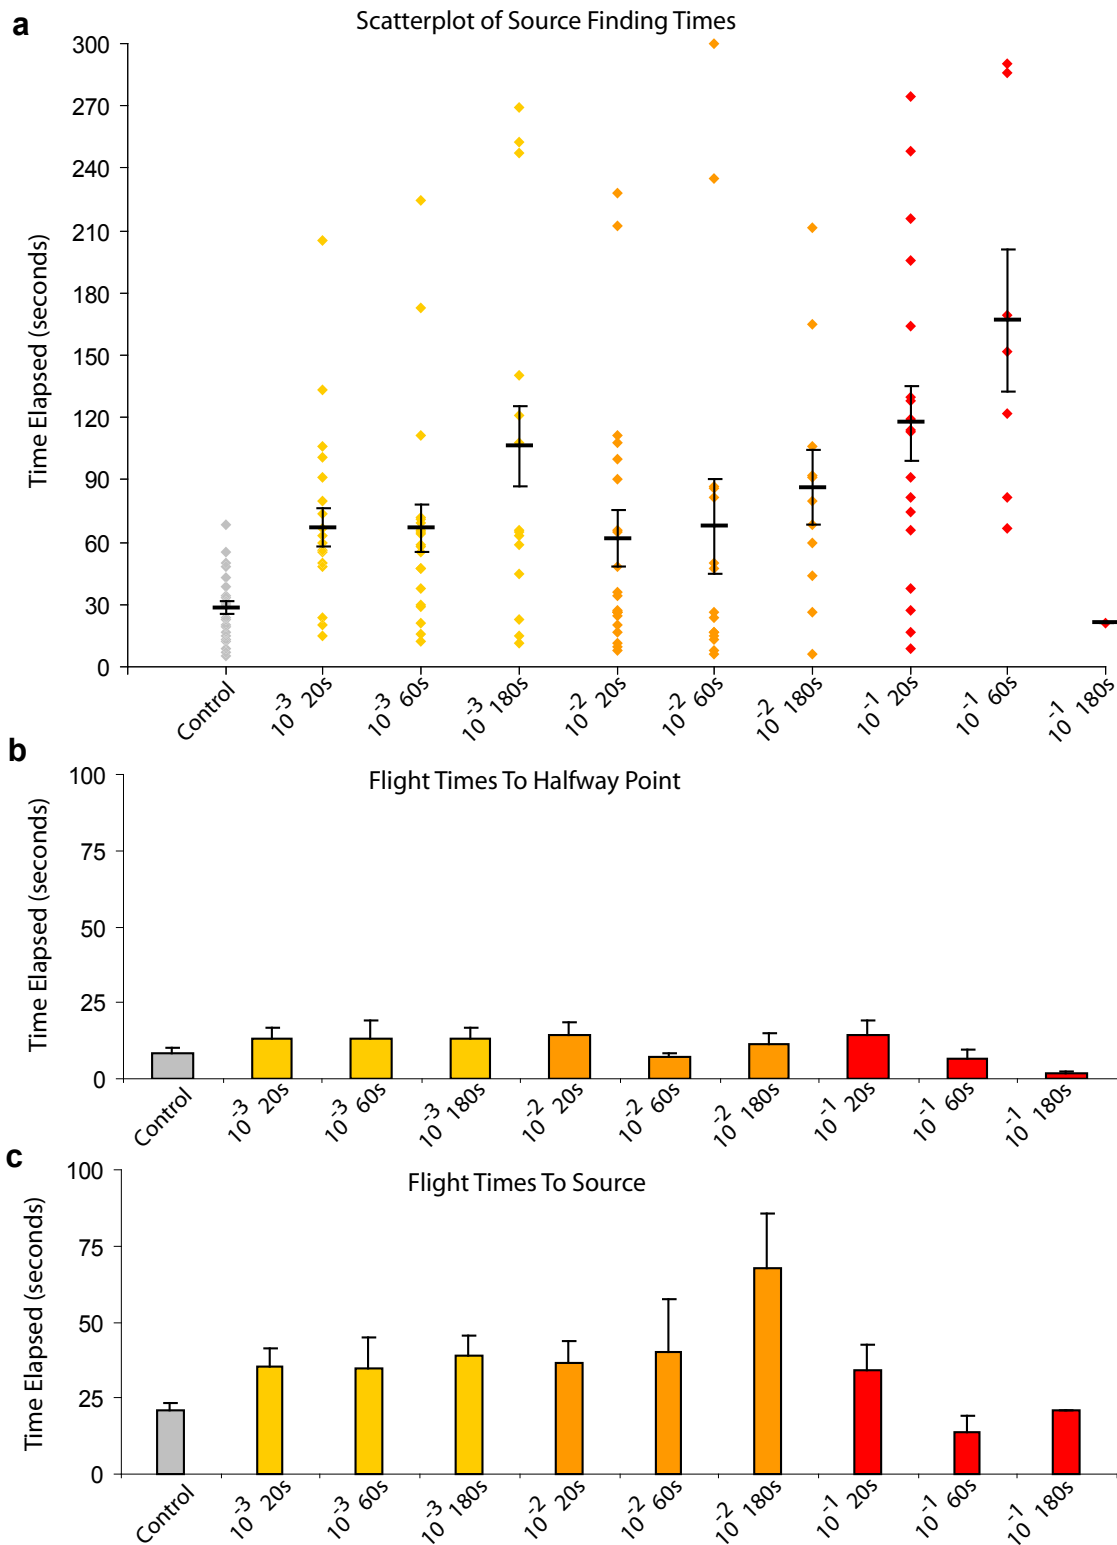 a
Scatterplot of Source Finding Times
Time Elapsed (seconds)
300
270
240
210
180
150
120
90
60
30
0
Control
10-3 20s
10-3 60s
10-3 180s
10-2 20s
10-2 60s
10-2 180s
10-1 20s
10-1 60s
10-1 180s
b
Flight Times To Halfway Point
Time Elapsed (seconds)
100
75
50
25
0
Control
10-3 20s
10-3 60s
10-3 180s
10-2 20s
10-2 60s
10-2 180s
10-1 20s
10-1 60s
10-1 180s
c
Flight Times To Source
Time Elapsed (seconds)
100
75
50
25
0
Control
10-3 20s
10-3 60s
10-3 180s
10-2 20s
10-2 60s
10-2 180s
10-1 20s
10-1 60s
10-1 180s